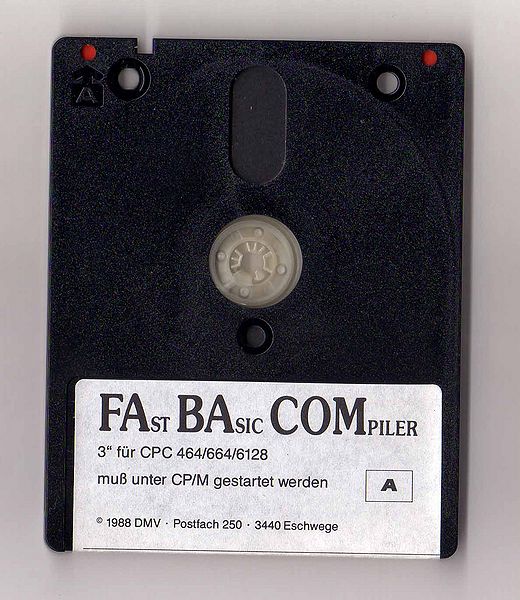 A
FAST BASIC COMPILER
3“ für CPC 464/664/6128
muß unter CP/M gestartet werden
A
© 1988 DMV · Postfach 250 · 3440 Eschwege